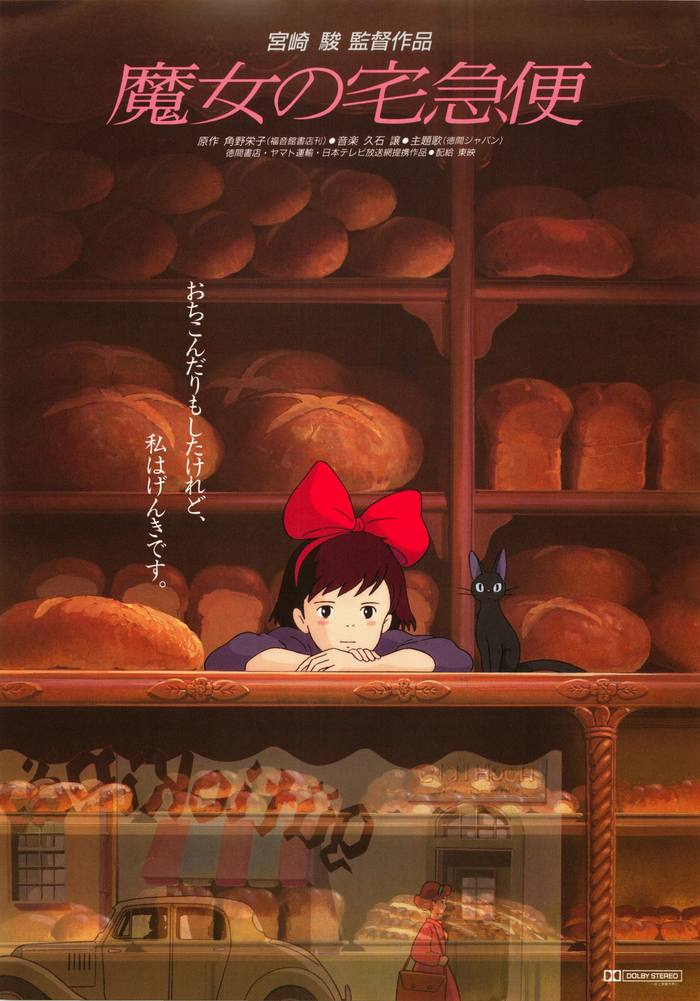 宮崎 駿 監督作品
魔女の宅急便
原作 角野栄子(福音館書店刊)●音楽 久石 譲●主題歌(徳間ジャパン)
徳間書店・ヤマト運輸・日本テレビ放送網提携作品●配給 東映
おちこんだりもしたけれど、
私はげんきです。
DOLBY STEREO